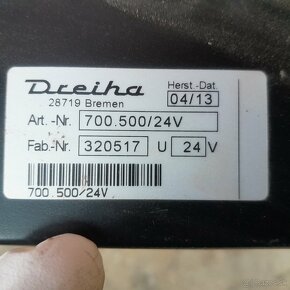 Dreiha
Herst.-Dat.
28719 Bremen
04/13
Art.-Nr. 700.500/24V
Fab.-Nr. 320517 U 24 V
700.500/24V